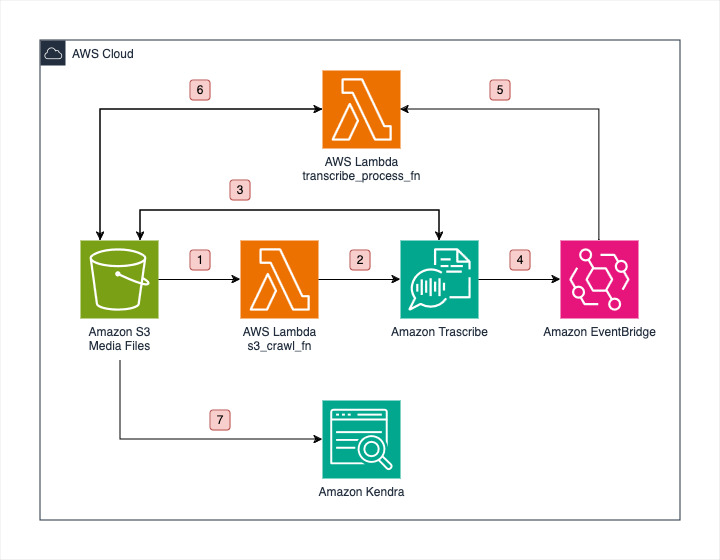 AWS Cloud
6
5
AWS Lambda
transcribe_process_fn
3
1
2
4
Amazon S3
Media Files
AWS Lambda
s3_crawl_fn
Amazon Trascribe
Amazon EventBridge
7
Amazon Kendra